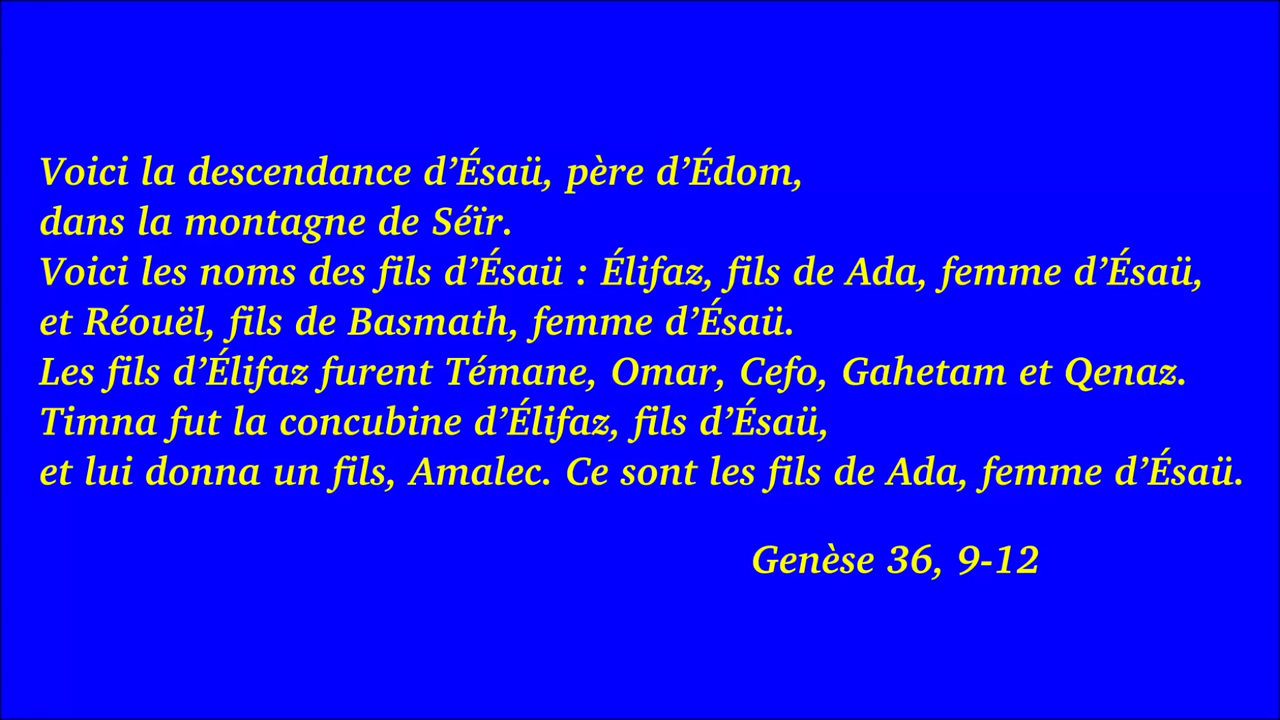 Voici la descendance d’Ésaü, père d’Édom,
dans la montagne de Séïr.
Voici les noms des fils d’Ésaü : Élifaz, fils de Ada, femme d’Ésaü,
et Réouël, fils de Basmath, femme d’Ésaü.
Les fils d’Élifaz furent Témane, Omar, Cefo, Gahetam et Qenaz.
Timna fut la concubine d’Élifaz, fils d’Ésaü,
et lui donna un fils, Amalec. Ce sont les fils de Ada, femme d’Ésaü.
Genèse 36, 9-12